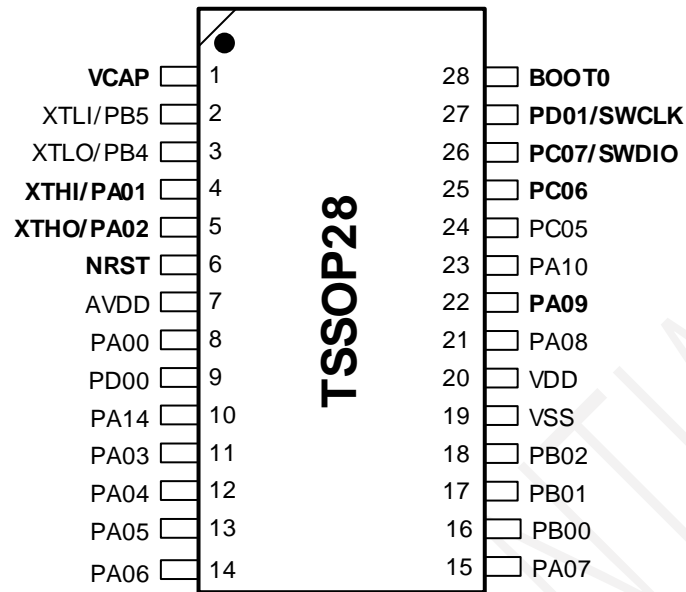 VCAP 1 28 BOOT0
XTLI/PB5 2 27 PD01/SWCLK
XTLO/PB4 3 26 PC07/SWDIO
XTHI/PA01 4 25 PC06
XTHO/PA02 5 24 PC05
NRST 6 23 PA10
AVDD 7 22 PA09
PA00 8 21 PA08
PD00 9 20 VDD
PA14 10 19 VSS
PA03 11 18 PB02
PA04 12 17 PB01
PA05 13 16 PB00
PA06 14 15 PA07
TSSOP28